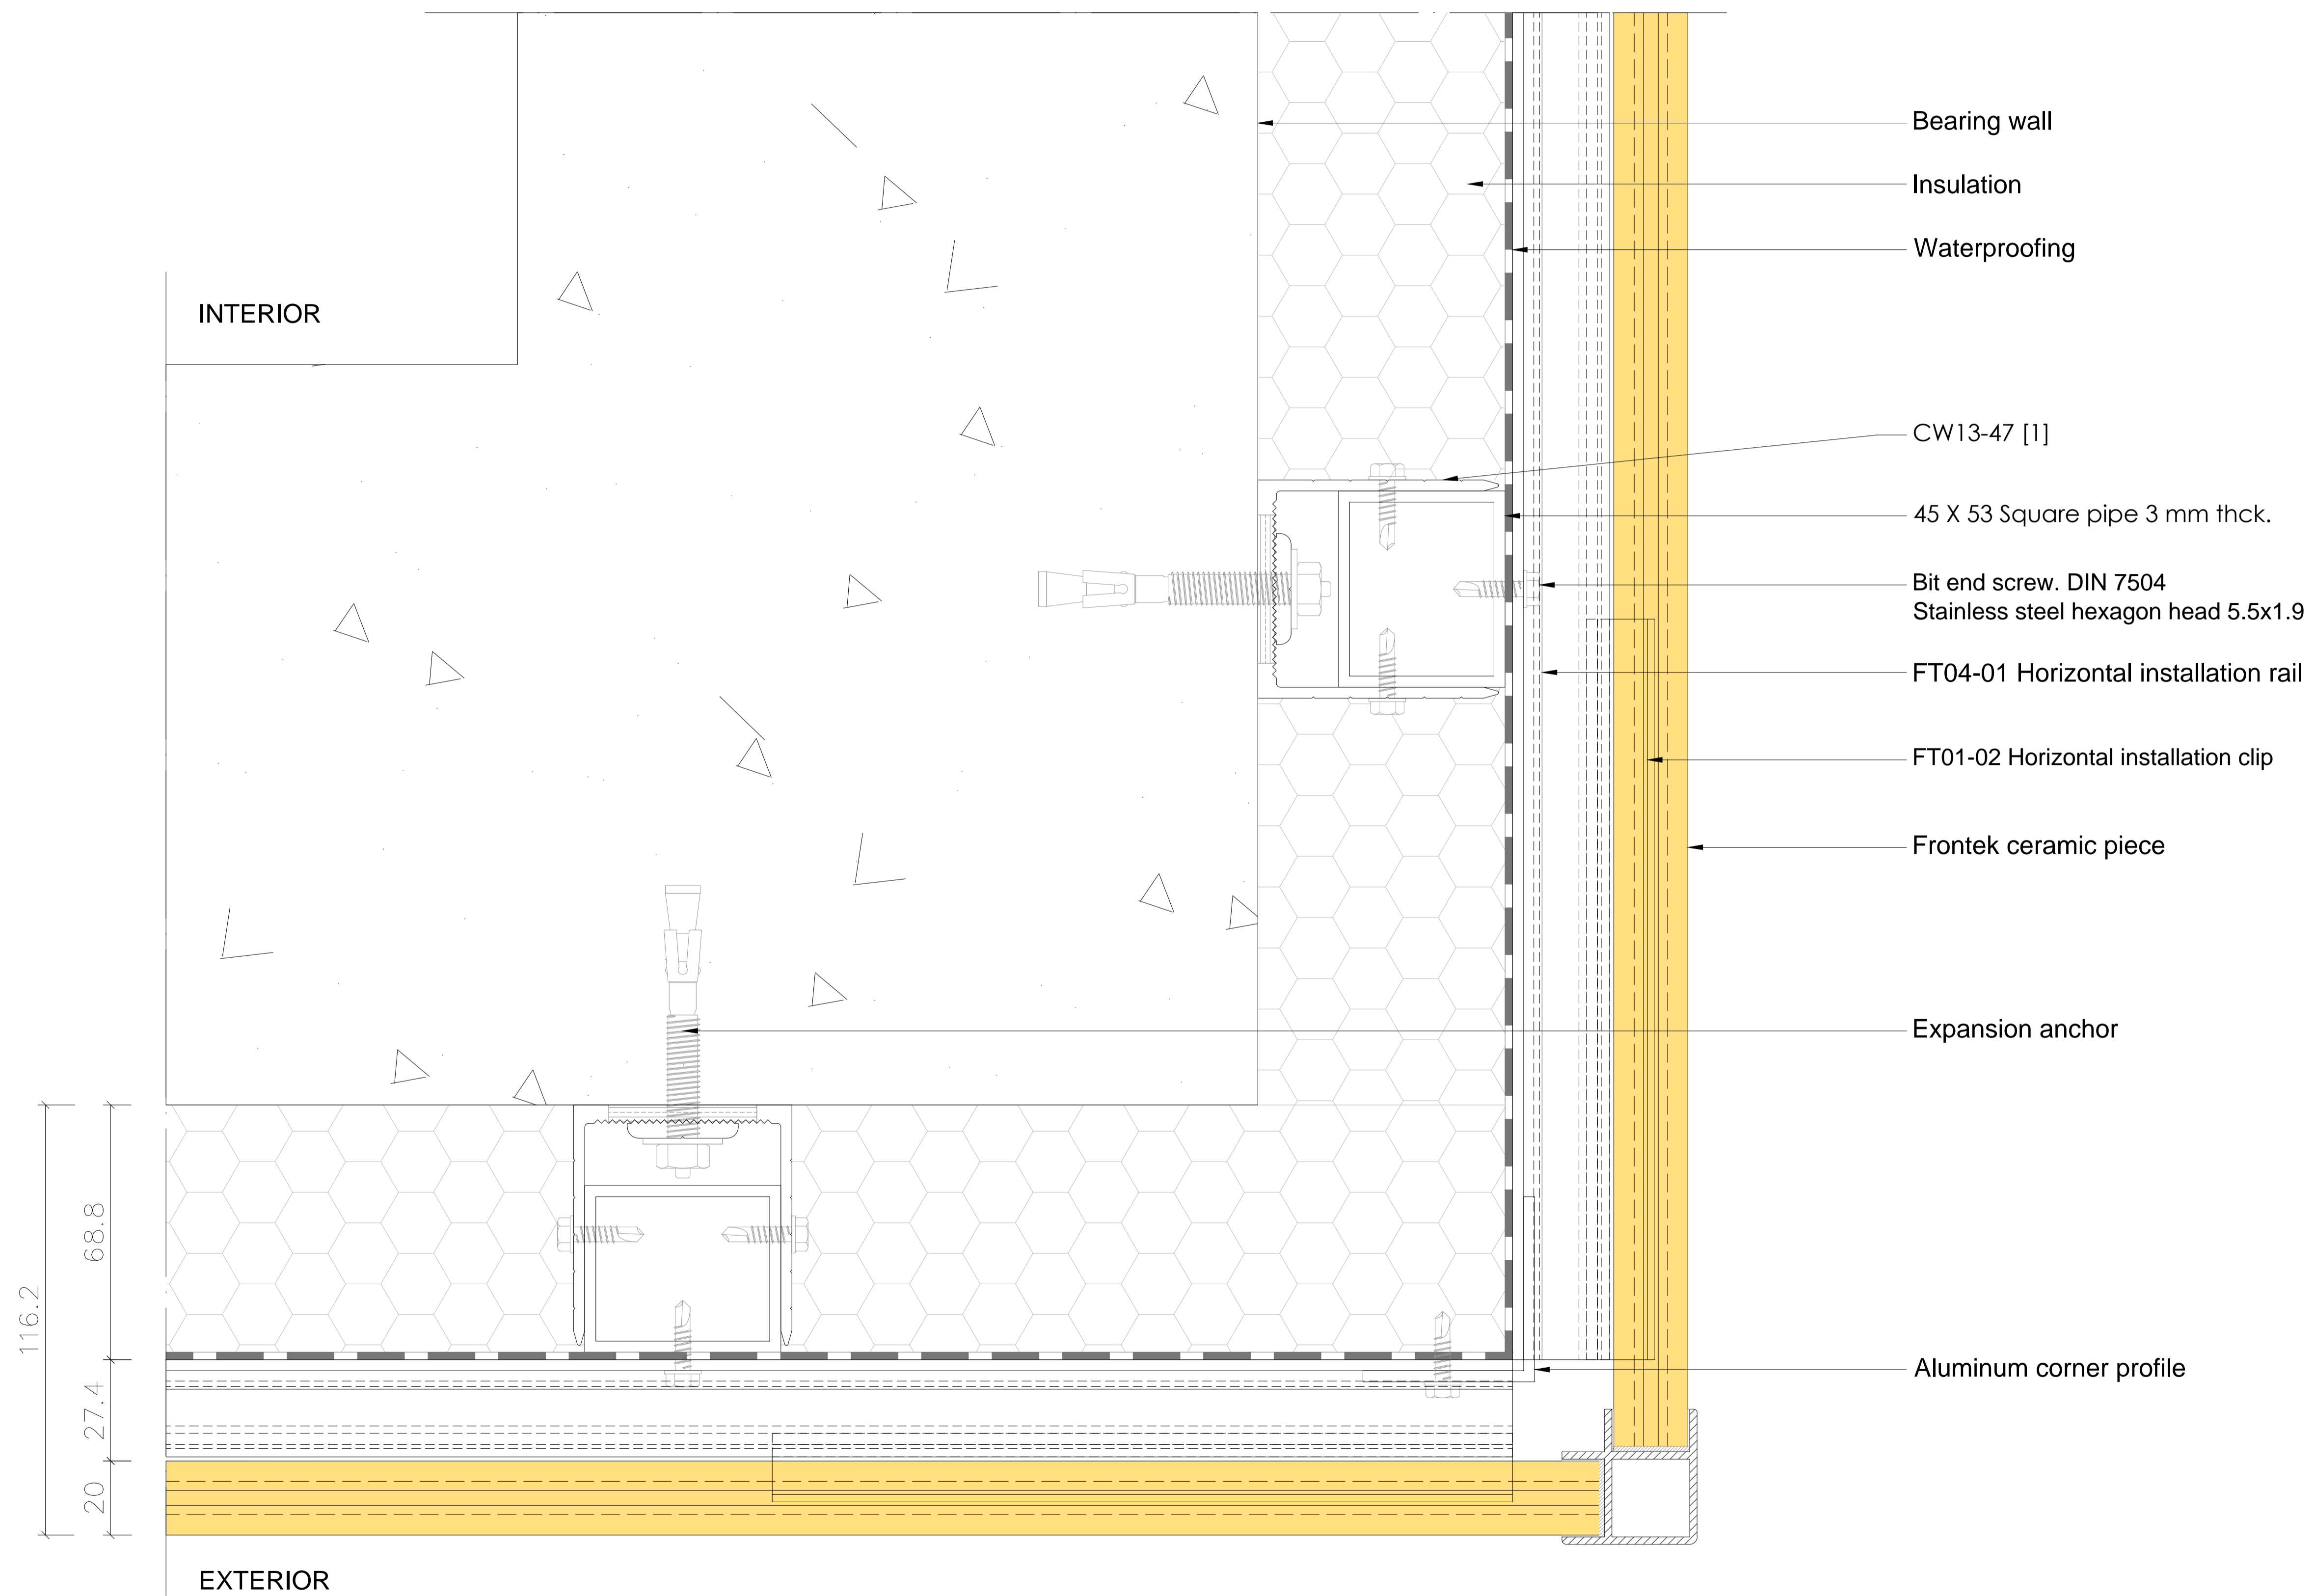 INTERIOR
Bearing wall
Insulation
Waterproofing
CW13-47 [1]
45 X 53 Square pipe 3 mm thck.
Bit end screw. DIN 7504
Stainless steel hexagon head 5.5x1.9
FT04-01 Horizontal installation rail
FT01-02 Horizontal installation clip
Frontek ceramic piece
Expansion anchor
Aluminum corner profile
116.2
68.8
27.4
20
EXTERIOR